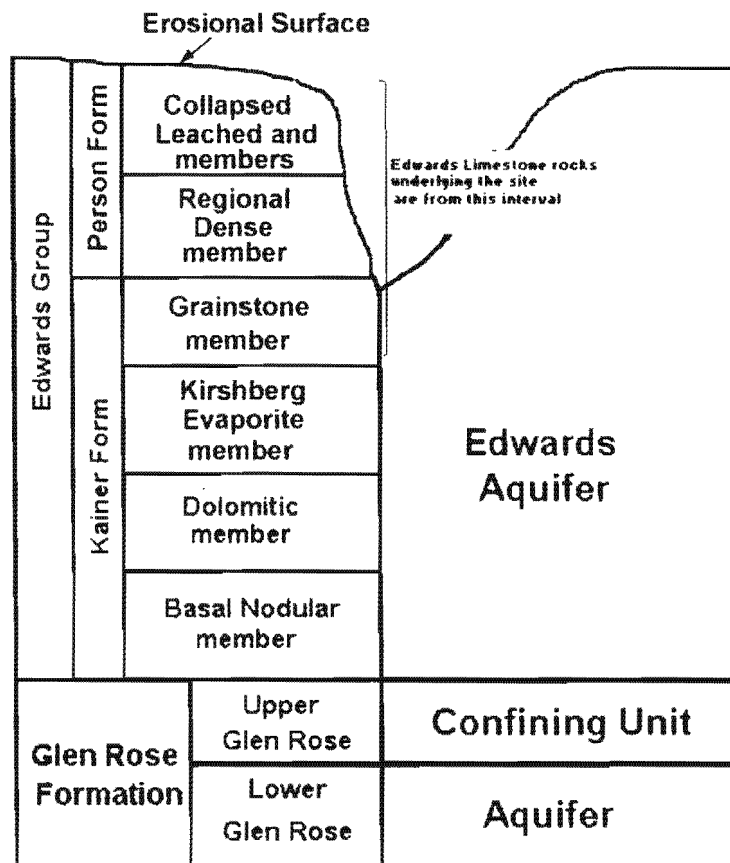 Erosional Surface
Edwards Group
Person Form
Collapsed
Leached and
members
Regional
Dense
member
Edwards Limestone rocks
underlying the site
are from this interval
Kainer Form
Grainstone
member
Kirshberg
Evaporite
member
Dolomitic
member
Basal Nodular
member
Edwards
Aquifer
Glen Rose
Formation
Upper
Glen Rose
Confining Unit
Lower
Glen Rose
Aquifer